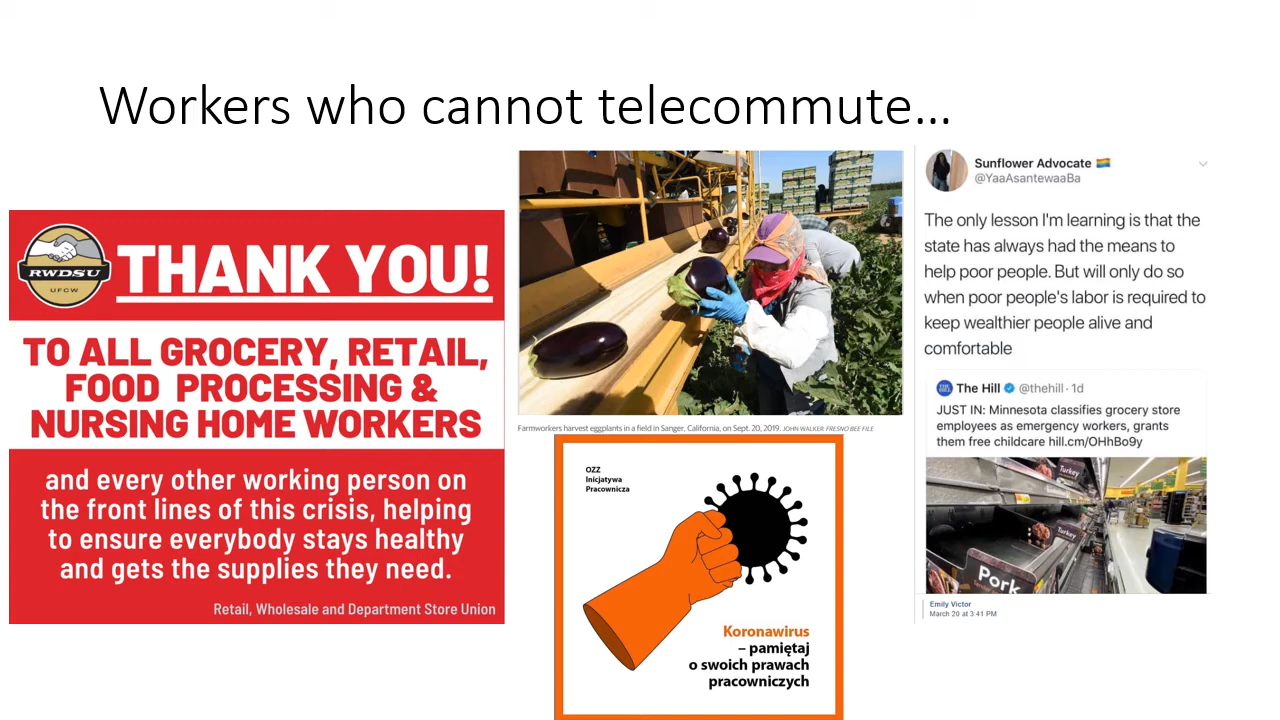 Workers who cannot telecommute...
RWDSU
UFCW
THANK YOU!
TO ALL GROCERY, RETAIL,
FOOD PROCESSING &
NURSING HOME WORKERS
and every other working person on
the front lines of this crisis, helping
to ensure everybody stays healthy
and gets the supplies they need.
Retail, Wholesale and Department Store Union
Farmworkers harvest eggplants in a field in Sanger, California, on Sept. 20, 2019. JOHN WALKER FRESNO BEE FILE
OZZ
Inicjatywa
Pracownicza
Koronawirus
– pamiętaj
o swoich prawach
pracowniczych
Sunflower Advocate
@YaaAsantewaaBa
The only lesson I'm learning is that the
state has always had the means to
help poor people. But will only do so
when poor people's labor is required to
keep wealthier people alive and
comfortable
The Hill @thehill · 1d
JUST IN: Minnesota classifies grocery store
employees as emergency workers, grants
them free childcare hill.cm/OHhBo9y
Turkey
Turkey
Turkey
Pork
Emily Victor
March 20 at 3:41 PM